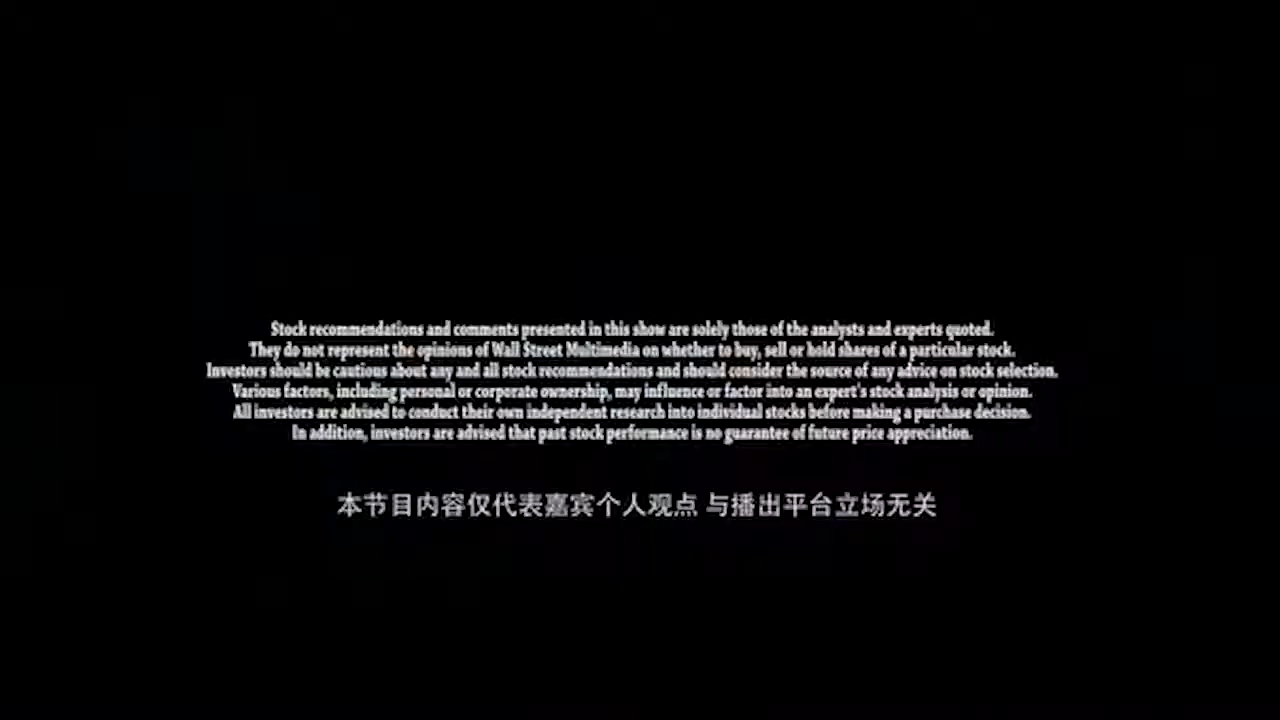 Stock recommendations and comments presented in this show are solely those of the analysts and experts quoted.
They do not represent the opinions of Wall Street Multimedia on whether to buy, sell or hold shares of a particular stock.
Investors should be cautious about any and all stock recommendations and should consider the source of any advice on stock selection.
Various factors, including personal or corporate ownership, may influence or factor into an expert's stock analysis or opinion.
All investors are advised to conduct their own independent research into individual stocks before making a purchase decision.
In addition, investors are advised that past stock performance is no guarantee of future price appreciation.
本节目内容仅代表嘉宾个人观点 与播出平台立场无关